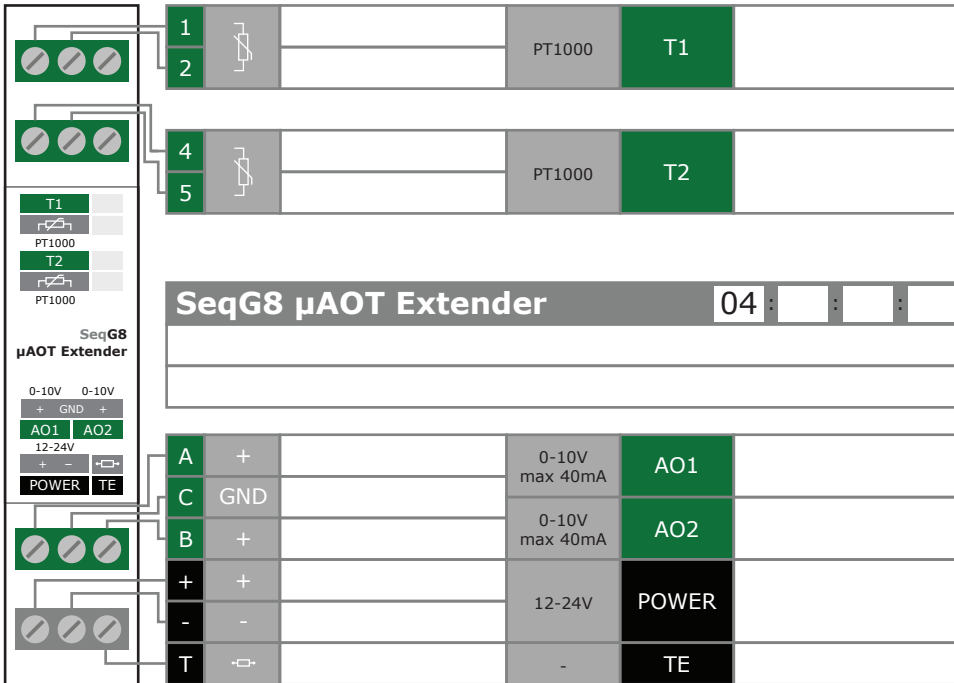 1
2
PT1000
T1
4
5
PT1000
T2
T1
PT1000
T2
PT1000
SeqG8
µAOT Extender
0-10V 0-10V
+ GND +
AO1 AO2
12-24V
+ -
POWER TE
SeqG8 µAOT Extender 04 : : :
A +
0-10V
max 40mA
AO1
C GND
B +
0-10V
max 40mA
AO2
+ +
12-24V
POWER
- -
T - TE